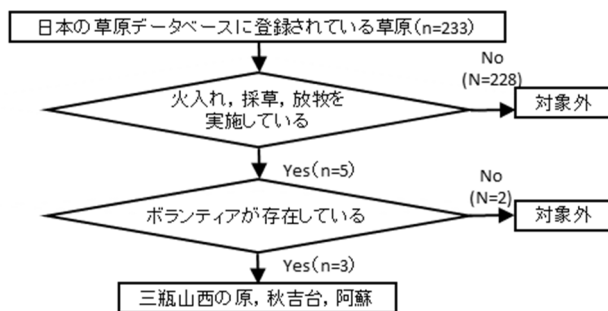 日本の草原データベースに登録されている草原(n=233)
No
(N=228)
火入れ,採草,放牧を
実施している
対象外
Yes(n=5)
No
(N=2)
ボランティアが存在している
対象外
Yes(n=3)
三瓶山西の原,秋吉台,阿蘇